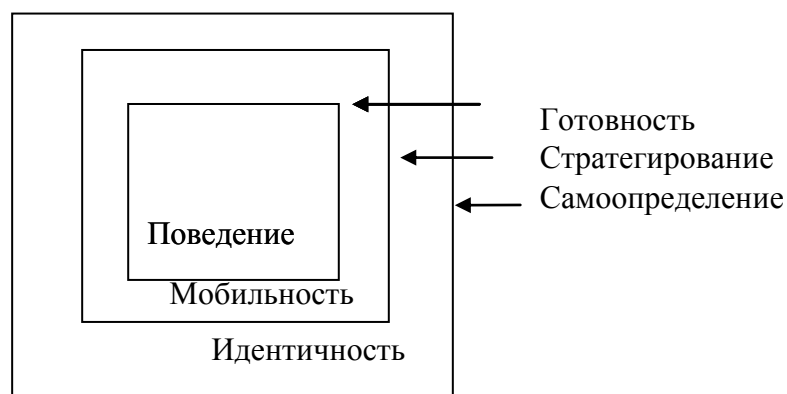 Готовность
Стратегирование
Самоопределение
Поведение
Мобильность
Идентичность